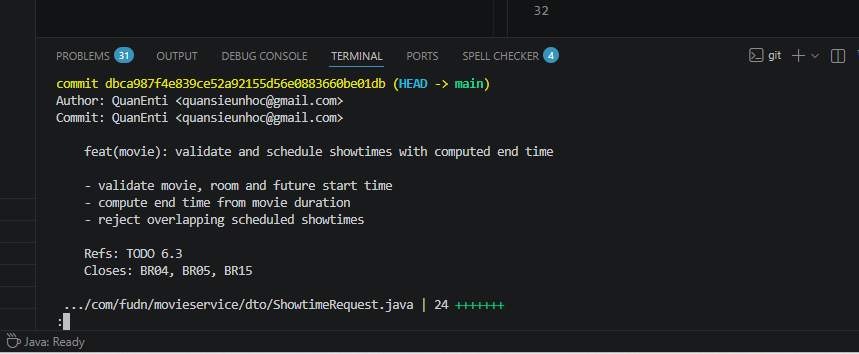 32
PROBLEMS 31 OUTPUT DEBUG CONSOLE TERMINAL PORTS SPELL CHECKER 4 git
commit dbca987f4e839ce52a92155d56e0883660be01db (HEAD -> main)
Author: QuanEnti <quansieunhoc@gmail.com>
Commit: QuanEnti <quansieunhoc@gmail.com>
feat(movie): validate and schedule showtimes with computed end time
- validate movie, room and future start time
- compute end time from movie duration
- reject overlapping scheduled showtimes
Refs: TODO 6.3
Closes: BR04, BR05, BR15
.../com/fudn/movieservice/dto/ShowtimeRequest.java | 24 +++++++
:
Java: Ready